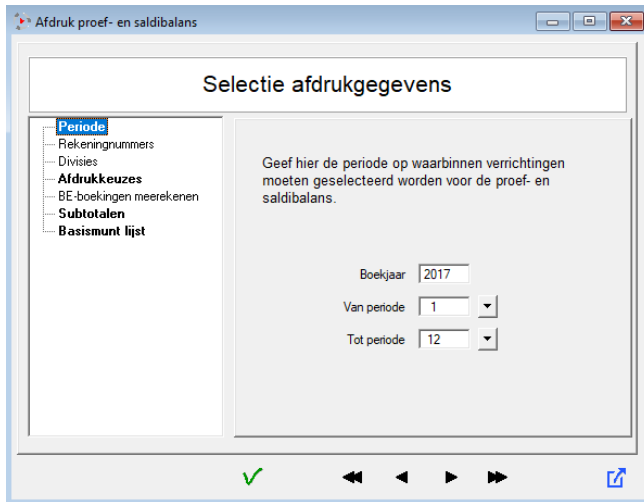 Afdruk proef- en saldibalans
Selectie afdrukgegevens
Periode
Rekeningnummers
Divisies
Afdrukkeuzes
BE-boekingen meerekenen
Subtotalen
Basismunt lijst
Geef hier de periode op waarbinnen verrichtingen
moeten geselecteerd worden voor de proef- en
saldibalans.
Boekjaar 2017
Van periode 1
Tot periode 12